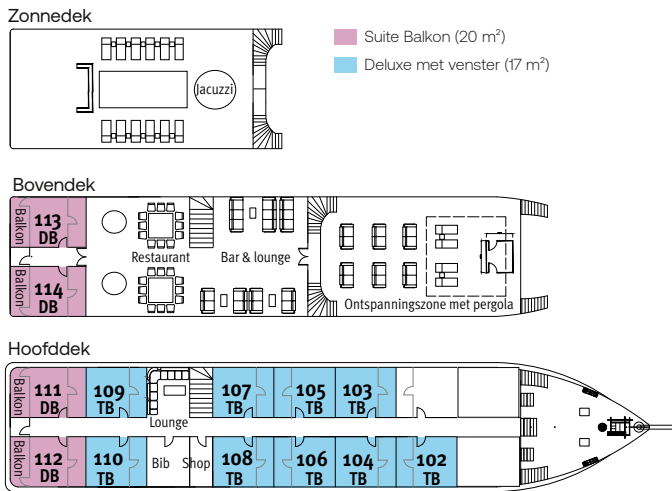 Zonnedek
Suite Balkon (20 m²)
Deluxe met venster (17 m²)
Jacuzzi
Bovendek
Balkon
113
DB
Restaurant
Bar & lounge
Balkon
114
DB
Ontspanningszone met pergola
Hoofddek
Balkon
111
DB
109
TB
Lounge
107
TB
105
TB
103
TB
Balkon
112
DB
110
TB
Bib
Shop
108
TB
106
TB
104
TB
102
TB